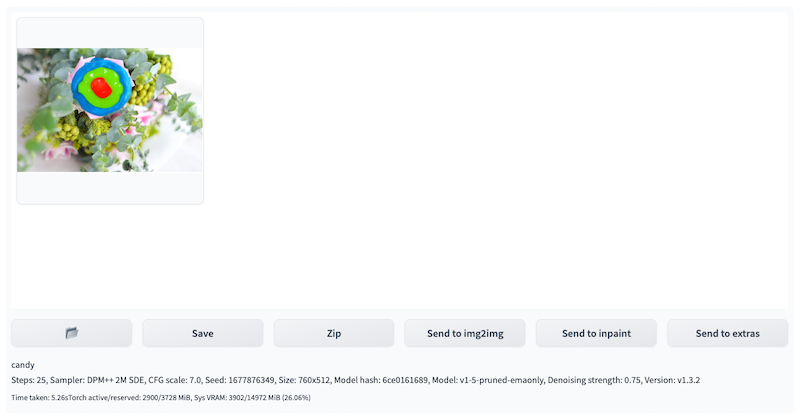 Save
Zip
Send to img2img
Send to inpaint
Send to extras
candy
Steps: 25, Sampler: DPM++ 2M SDE, CFG scale: 7.0, Seed: 1677876349, Size: 760x512, Model hash: 6ce0161689, Model: v1-5-pruned-emaonly, Denoising strength: 0.75, Version: v1.3.2
Time taken: 5.26sTorch active/reserved: 2900/3728 MiB, Sys VRAM: 3902/14972 MiB (26.06%)